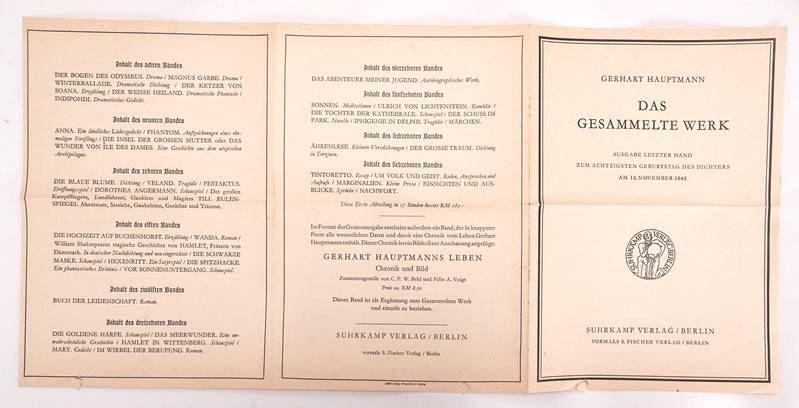 Inhalt des achten Bandes
DER BOGEN DES ODYSSEUS. Drama / MAGNUS GARBE. Drama /
WINTERBALLADE. Dramatische Dichtung / DER KETZER VON
SOANA. Erzählung / DER WEISSE HEILAND. Dramatische Phantasie /
INDIPOHDI. Dramatisches Gedicht.
Inhalt des neunten Bandes
ANNA. Ein ländliches Liebesgedicht / PHANTOM. Aufzeichnungen eines ehe-
maligen Sträflings / DIE INSEL DER GROSSEN MUTTER oder DAS
WUNDER VON ÎLE DES DAMES. Eine Geschichte aus dem utopischen
Archipelagus.
Inhalt des zehnten Bandes
DIE BLAUE BLUME. Dichtung / VELAND. Tragödie / FESTAKTUS.
Eröffnungsspiel / DOROTHEA ANGERMANN. Schauspiel / Des großen
Kampffliegers, Landfahrers, Gauklers und Magiers TILL EULEN-
SPIEGEL. Abenteuer, Streiche, Gaukeleien, Gesichte und Träume.
Inhalt des elften Bandes
DIE HOCHZEIT AUF BUCHENHORST. Erzählung / WANDA. Roman /
William Shakespeares tragische Geschichte von HAMLET, Prinzen von
Dänemark. In deutscher Nachdichtung und neu eingerichtet / DIE SCHWARZE
MASKE. Schauspiel / HEXENRITT. Ein Satyrspiel / DIE SPITZHACKE.
Ein phantastisches Erlebnis / VOR SONNENUNTERGANG. Schauspiel.
Inhalt des zwölften Bandes
BUCH DER LEIDENSCHAFT. Roman.
Inhalt des dreizehnten Bandes
DIE GOLDENE HARFE. Schauspiel / DAS MEERWUNDER. Eine un-
wahrscheinliche Geschichte / HAMLET IN WITTENBERG. Schauspiel /
MARY. Gedicht / IM WIRBEL DER BERUFUNG. Roman.
Inhalt des vierzehnten Bandes
DAS ABENTEUER MEINER JUGEND. Autobiographisches Werk.
Inhalt des fünfzehnten Bandes
SONNEN. Meditationen / ULRICH VON LICHTENSTEIN. Komödie /
DIE TOCHTER DER KATHEDRALE. Schauspiel / DER SCHUSS IM
PARK. Novelle / IPHIGENIE IN DELPHI. Tragödie / MÄRCHEN.
Inhalt des sechzehnten Bandes
ÄHRENLESE. Kleinere Versdichtungen / DER GROSSE TRAUM. Dichtung
in Terzinen.
Inhalt des siebzehnten Bandes
TINTORETTO. Essay / UM VOLK UND GEIST. Reden, Ansprachen und
Aufrufe / MARGINALIEN. Kleine Prosa / EINSICHTEN UND AUS-
BLICKE. Sprüche / NACHWORT.
Diese Erste Abteilung in 17 Bänden kostet RM 187.—
Im Format der Gesamtausgabe erscheint außerdem ein Band, der in knappster
Form alle wesentlichen Daten und damit eine Chronik vom Leben Gerhart
Hauptmanns enthält. Dieser Chronik ist ein Bildteil zur Anschauung angefügt:
GERHART HAUPTMANNS LEBEN
Chronik und Bild
Zusammengestellt von C. F. W. Behl und Felix A. Voigt
Preis ca. RM 8,50
Dieser Band ist als Ergänzung zum Gesammelten Werk
und einzeln zu beziehen.
SUHRKAMP VERLAG / BERLIN
vormals S. Fischer Verlag / Berlin
GERHART HAUPTMANN
DAS
GESAMMELTE WERK
AUSGABE LETZTER HAND
ZUM ACHTZIGSTEN GEBURTSTAG DES DICHTERS
AM 15. NOVEMBER 1942
SUHRKAMP VERLAG BERLIN
SUHRKAMP VERLAG / BERLIN
VORMALS S. FISCHER VERLAG / BERLIN